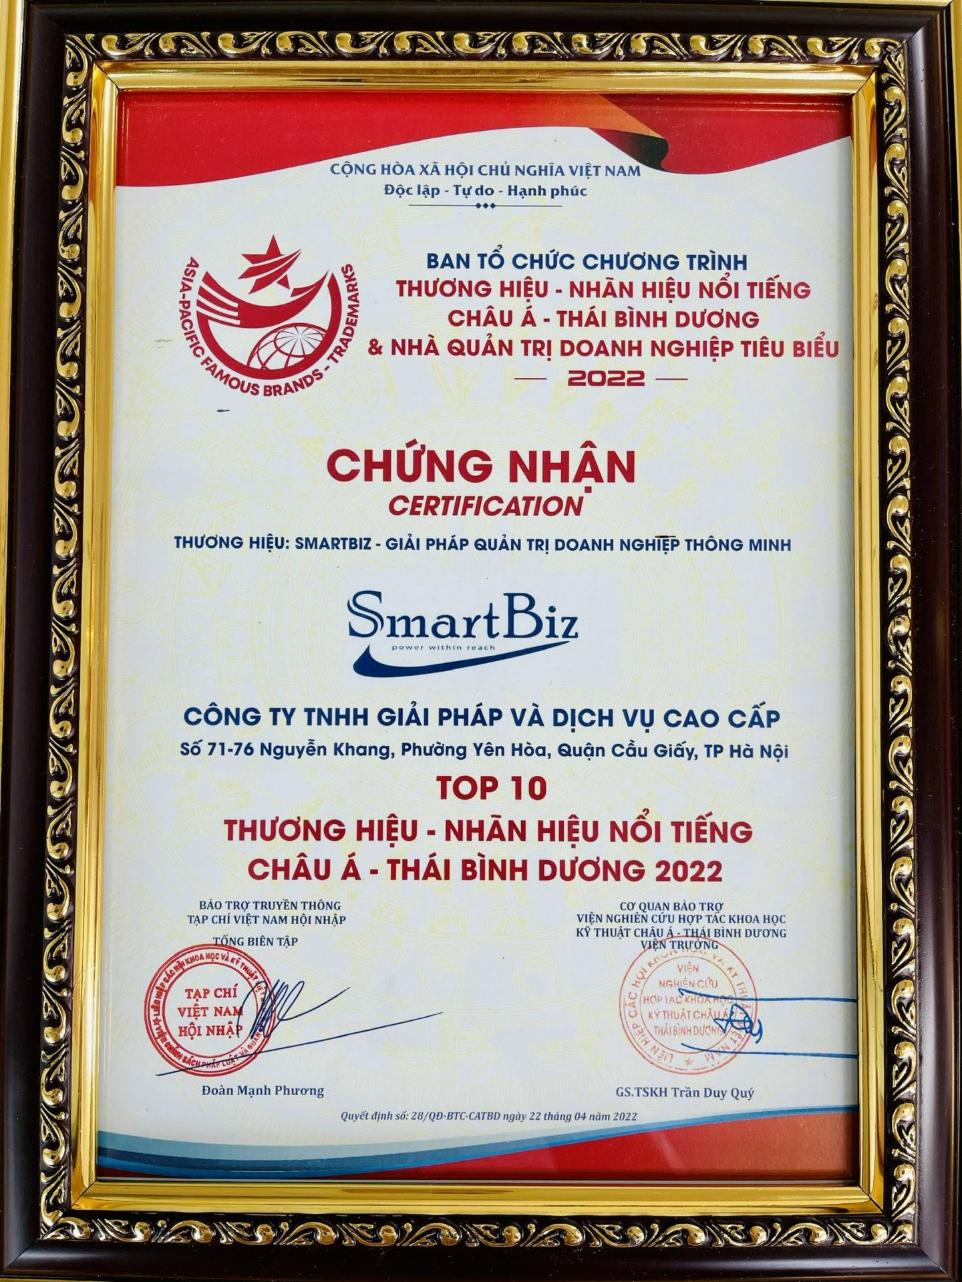 CỘNG HÒA XÃ HỘI CHỦ NGHĨA VIỆT NAM
Độc lập - Tự do - Hạnh phúc
ASIA-PACIFIC FAMOUS BRANDS - TRADEMARKS
BAN TỔ CHỨC CHƯƠNG TRÌNH
THƯƠNG HIỆU - NHÃN HIỆU NỔI TIẾNG
CHÂU Á - THÁI BÌNH DƯƠNG
& NHÀ QUẢN TRỊ DOANH NGHIỆP TIÊU BIỂU
2022
CHỨNG NHẬN
CERTIFICATION
THƯƠNG HIỆU: SMARTBIZ - GIẢI PHÁP QUẢN TRỊ DOANH NGHIỆP THÔNG MINH
SmartBiz
power within reach
CÔNG TY TNHH GIẢI PHÁP VÀ DỊCH VỤ CAO CẤP
Số 71-76 Nguyễn Khang, Phường Yên Hòa, Quận Cầu Giấy, TP Hà Nội
TOP 10
THƯƠNG HIỆU - NHÃN HIỆU NỔI TIẾNG
CHÂU Á - THÁI BÌNH DƯƠNG 2022
BẢO TRỢ TRUYỀN THÔNG
TẠP CHÍ VIỆT NAM HỘI NHẬP
TỔNG BIÊN TẬP
TẠP CHÍ
VIỆT NAM
HỘI NHẬP
Đoàn Mạnh Phương
CƠ QUAN BẢO TRỢ
VIỆN NGHIÊN CỨU HỢP TÁC KHOA HỌC
KỸ THUẬT CHÂU Á - THÁI BÌNH DƯƠNG
VIỆN TRƯỞNG
VIỆN
NGHIÊN CỨU
HỢP TÁC KHOA HỌC
KỸ THUẬT CHÂU Á
THÁI BÌNH DƯƠNG
GS.TSKH Trần Duy Quý
Quyết định số: 28/QĐ-BTC-CATBD ngày 22 tháng 04 năm 2022